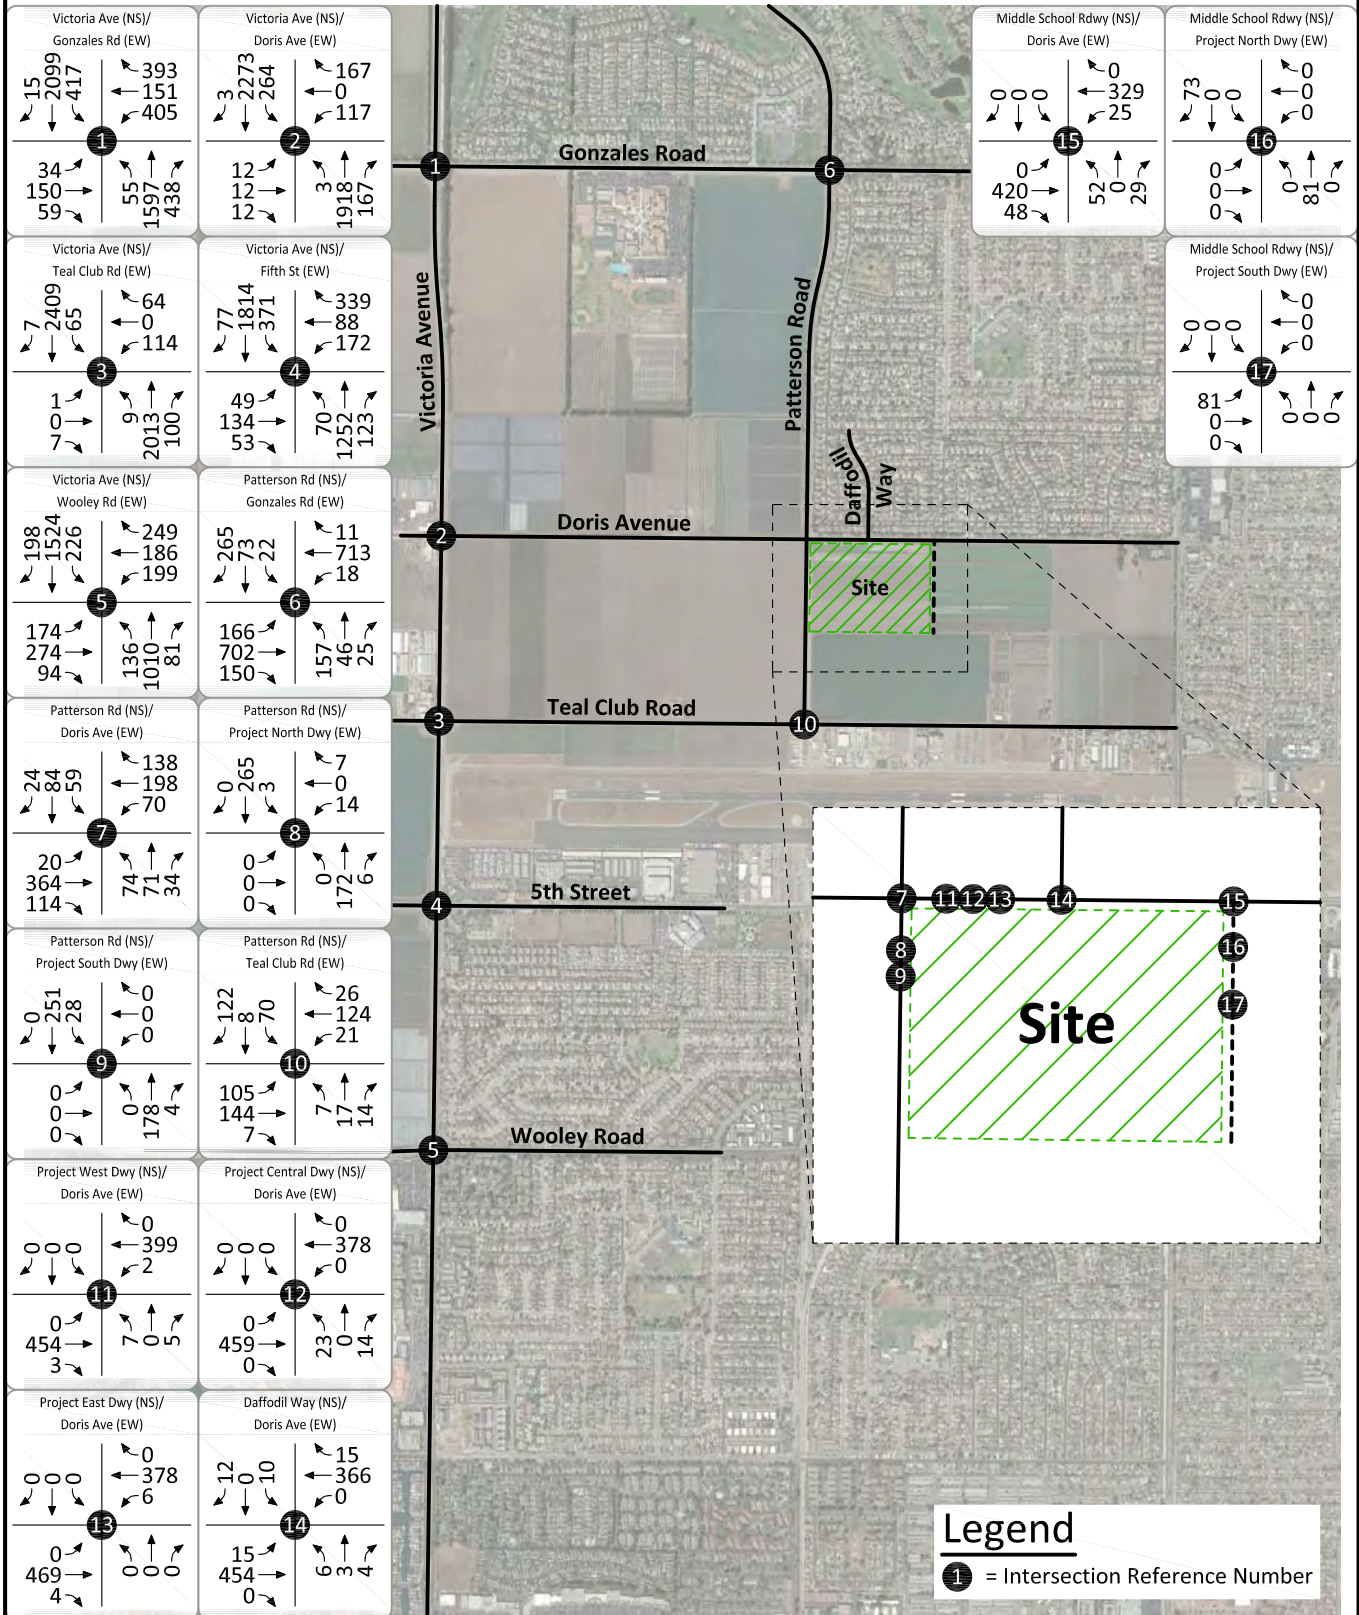 Victoria Ave (NS)/
Gonzales Rd (EW)
15 2099 417
393
151
405
1
34
150
59
55 1597 438
Victoria Ave (NS)/
Doris Ave (EW)
3 2273 264
167
0
117
2
12
12
12
3 1918 167
Victoria Ave (NS)/
Teal Club Rd (EW)
7 2409 65
64
0
114
3
1
0
7
9 2013 100
Victoria Ave (NS)/
Fifth St (EW)
77 1814 371
339
88
172
4
49
134
53
70 1252 123
Victoria Ave (NS)/
Wooley Rd (EW)
198 1524 226
249
186
199
5
174
274
94
136 1010 81
Patterson Rd (NS)/
Gonzales Rd (EW)
265 73 22
11
713
18
6
166
702
150
157 46 25
Patterson Rd (NS)/
Doris Ave (EW)
24 84 59
138
198
70
7
20
364
114
74 71 34
Patterson Rd (NS)/
Project North Dwy (EW)
0 265 3
7
0
14
8
0
0
0
0 172 6
Patterson Rd (NS)/
Project South Dwy (EW)
0 251 28
0
0
0
9
0
0
0
0 178 4
Patterson Rd (NS)/
Teal Club Rd (EW)
122 8 70
26
124
21
10
105
144
7
7 17 14
Project West Dwy (NS)/
Doris Ave (EW)
0 0 0
0
399
2
11
0
454
3
7 0 5
Project Central Dwy (NS)/
Doris Ave (EW)
0 0 0
0
378
0
12
0
459
0
23 0 14
Project East Dwy (NS)/
Doris Ave (EW)
0 0 0
0
378
6
13
0
469
4
0 0 0
Daffodil Way (NS)/
Doris Ave (EW)
12 0 10
15
366
0
14
15
454
0
6 3 4
Middle School Rdwy (NS)/
Doris Ave (EW)
0 0 0
0
329
25
15
0
420
48
52 0 29
Middle School Rdwy (NS)/
Project North Dwy (EW)
73 0 0
0
0
0
16
0
0
0
0 81 0
Middle School Rdwy (NS)/
Project South Dwy (EW)
0 0 0
0
0
0
17
81
0
0
0 0 0
1 Gonzales Road 6
Victoria Avenue
Patterson Road
Daffodil
Way
2 Doris Avenue
Site
3 Teal Club Road 10
4 5th Street
5 Wooley Road
7 11 12 13 14 15
8 16
9 17
Site
Legend
1 = Intersection Reference Number